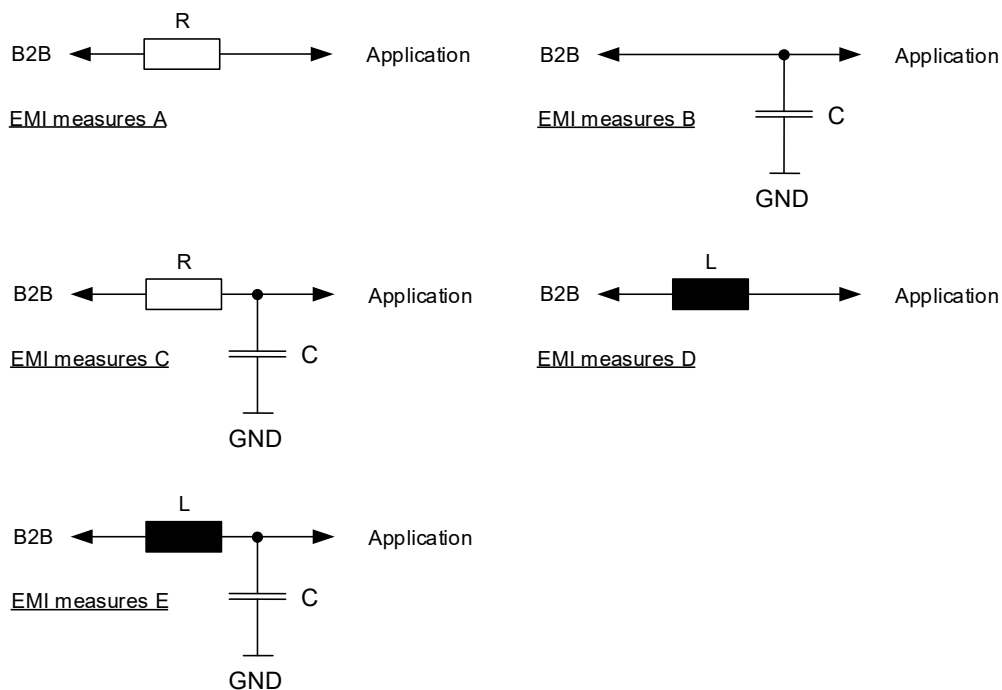 R
B2B Application
EMI measures A
B2B Application
C
EMI measures B
GND
R
B2B Application
C
EMI measures C
GND
L
B2B Application
EMI measures D
L
B2B Application
C
EMI measures E
GND